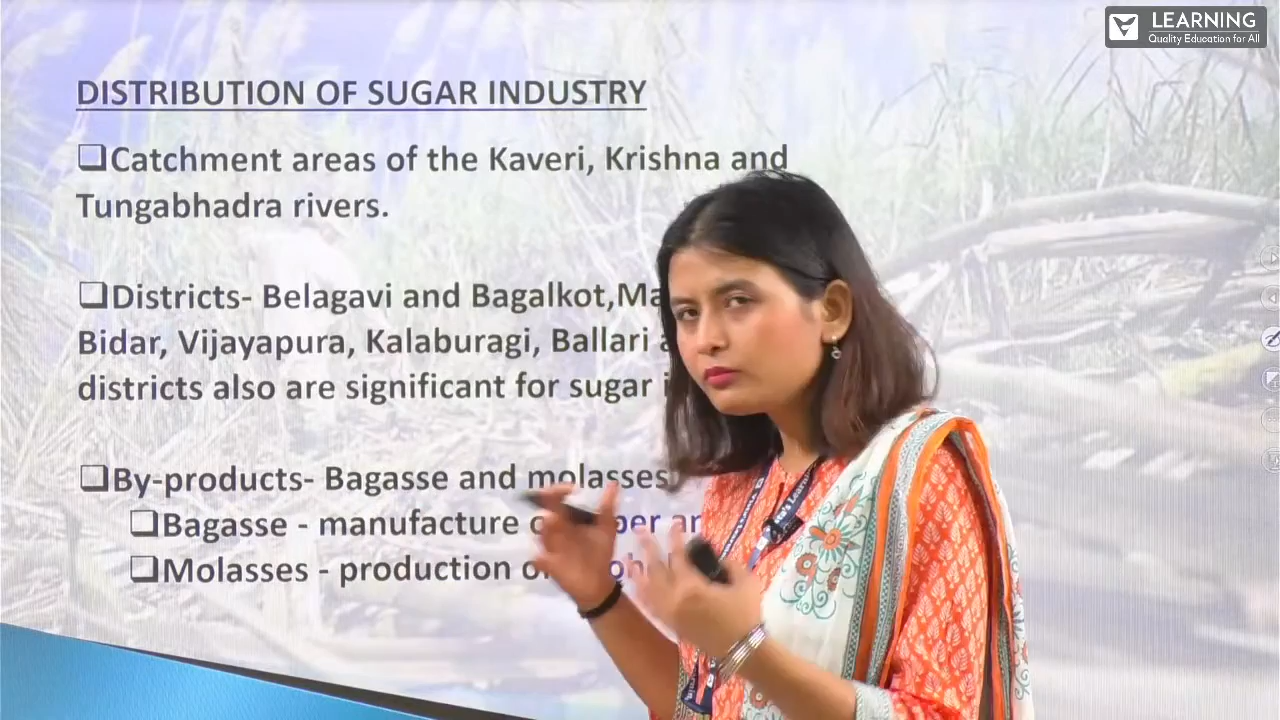 LEARNING
Quality Education for All
DISTRIBUTION OF SUGAR INDUSTRY
Catchment areas of the Kaveri, Krishna and
Tungabhadra rivers.
Districts- Belagavi and Bagalkot,
Bidar, Vijayapura, Kalaburagi, Ballari
districts also are significant for sugar
By-products- Bagasse and molasses
Bagasse - manufacture
Molasses - production